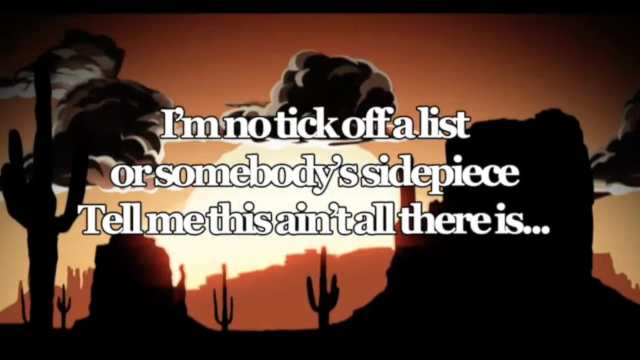 I'm no tick off a list
or somebody's sidepiece
Tell me this ain't all there is...